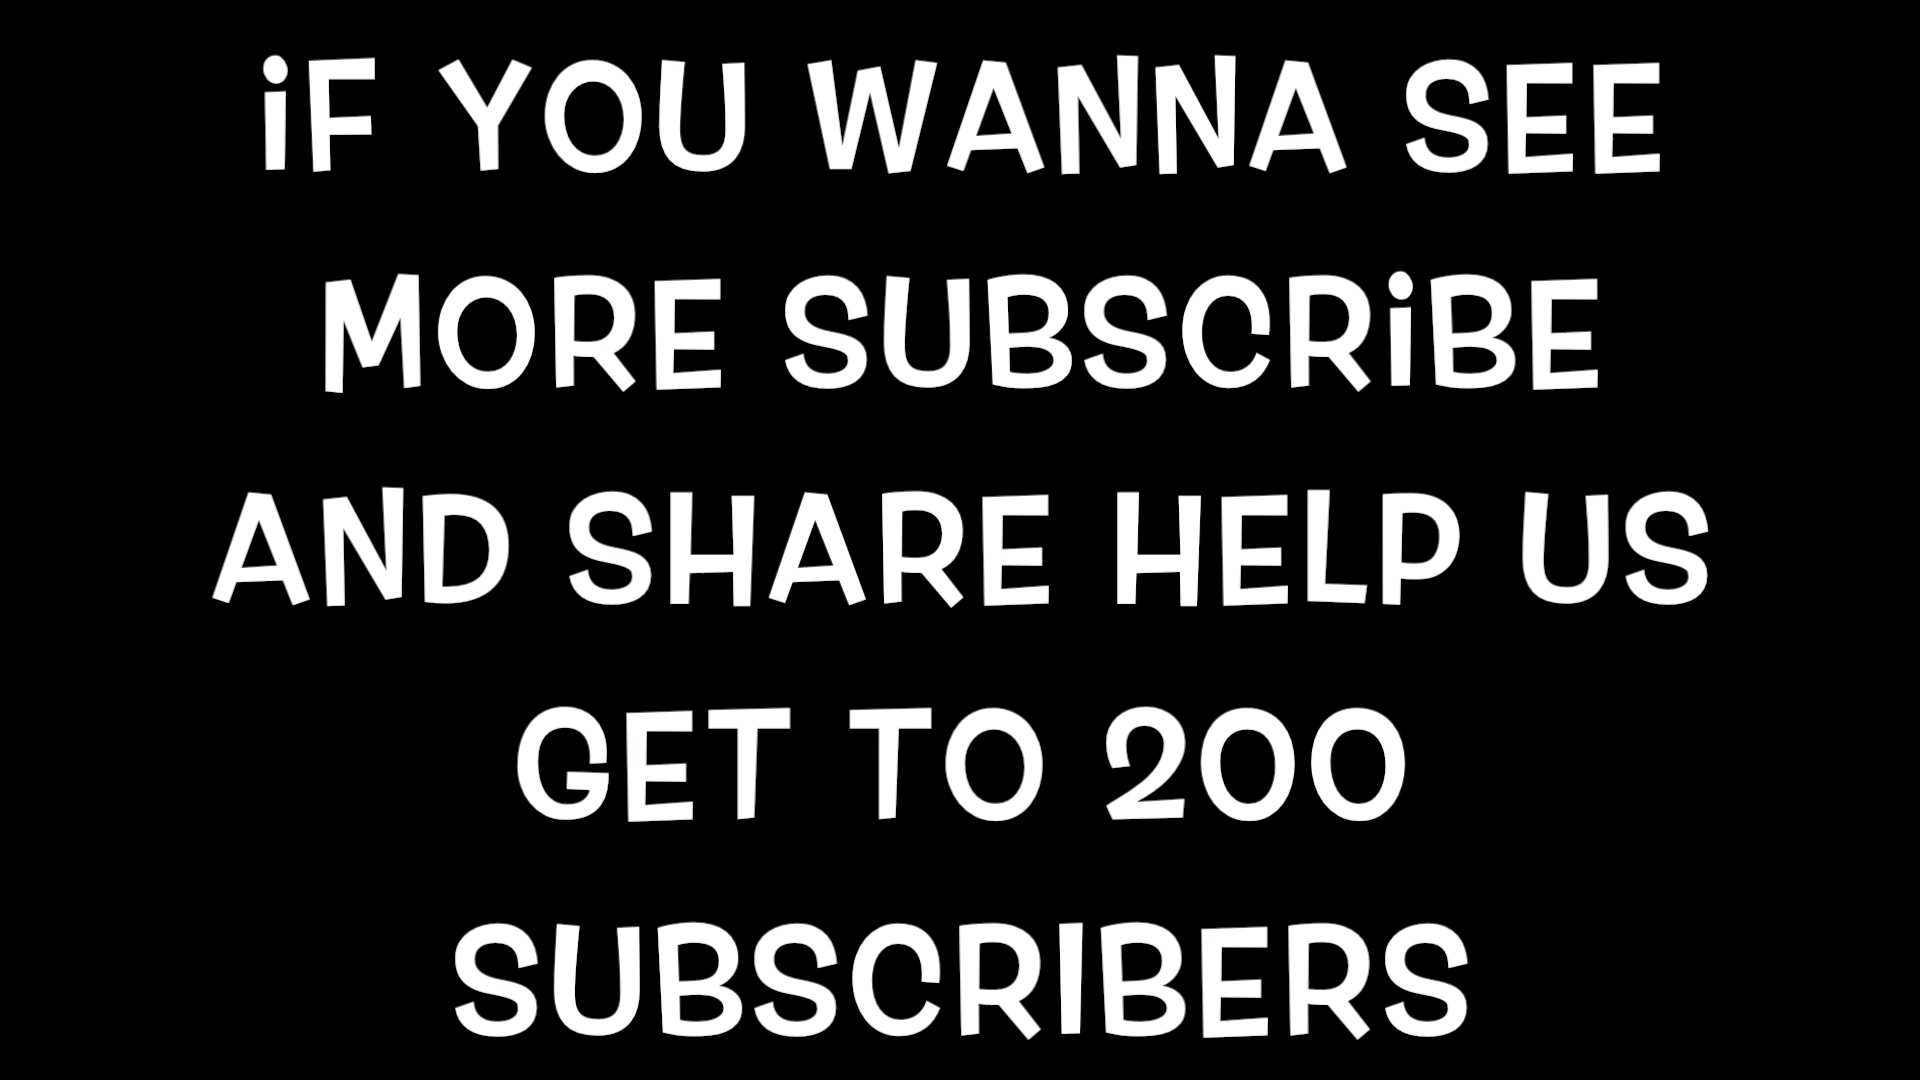 iF YOU WANNA SEE
MORE SUBSCRiBE
AND SHARE HELP US
GET TO 200
SUBSCRIBERS